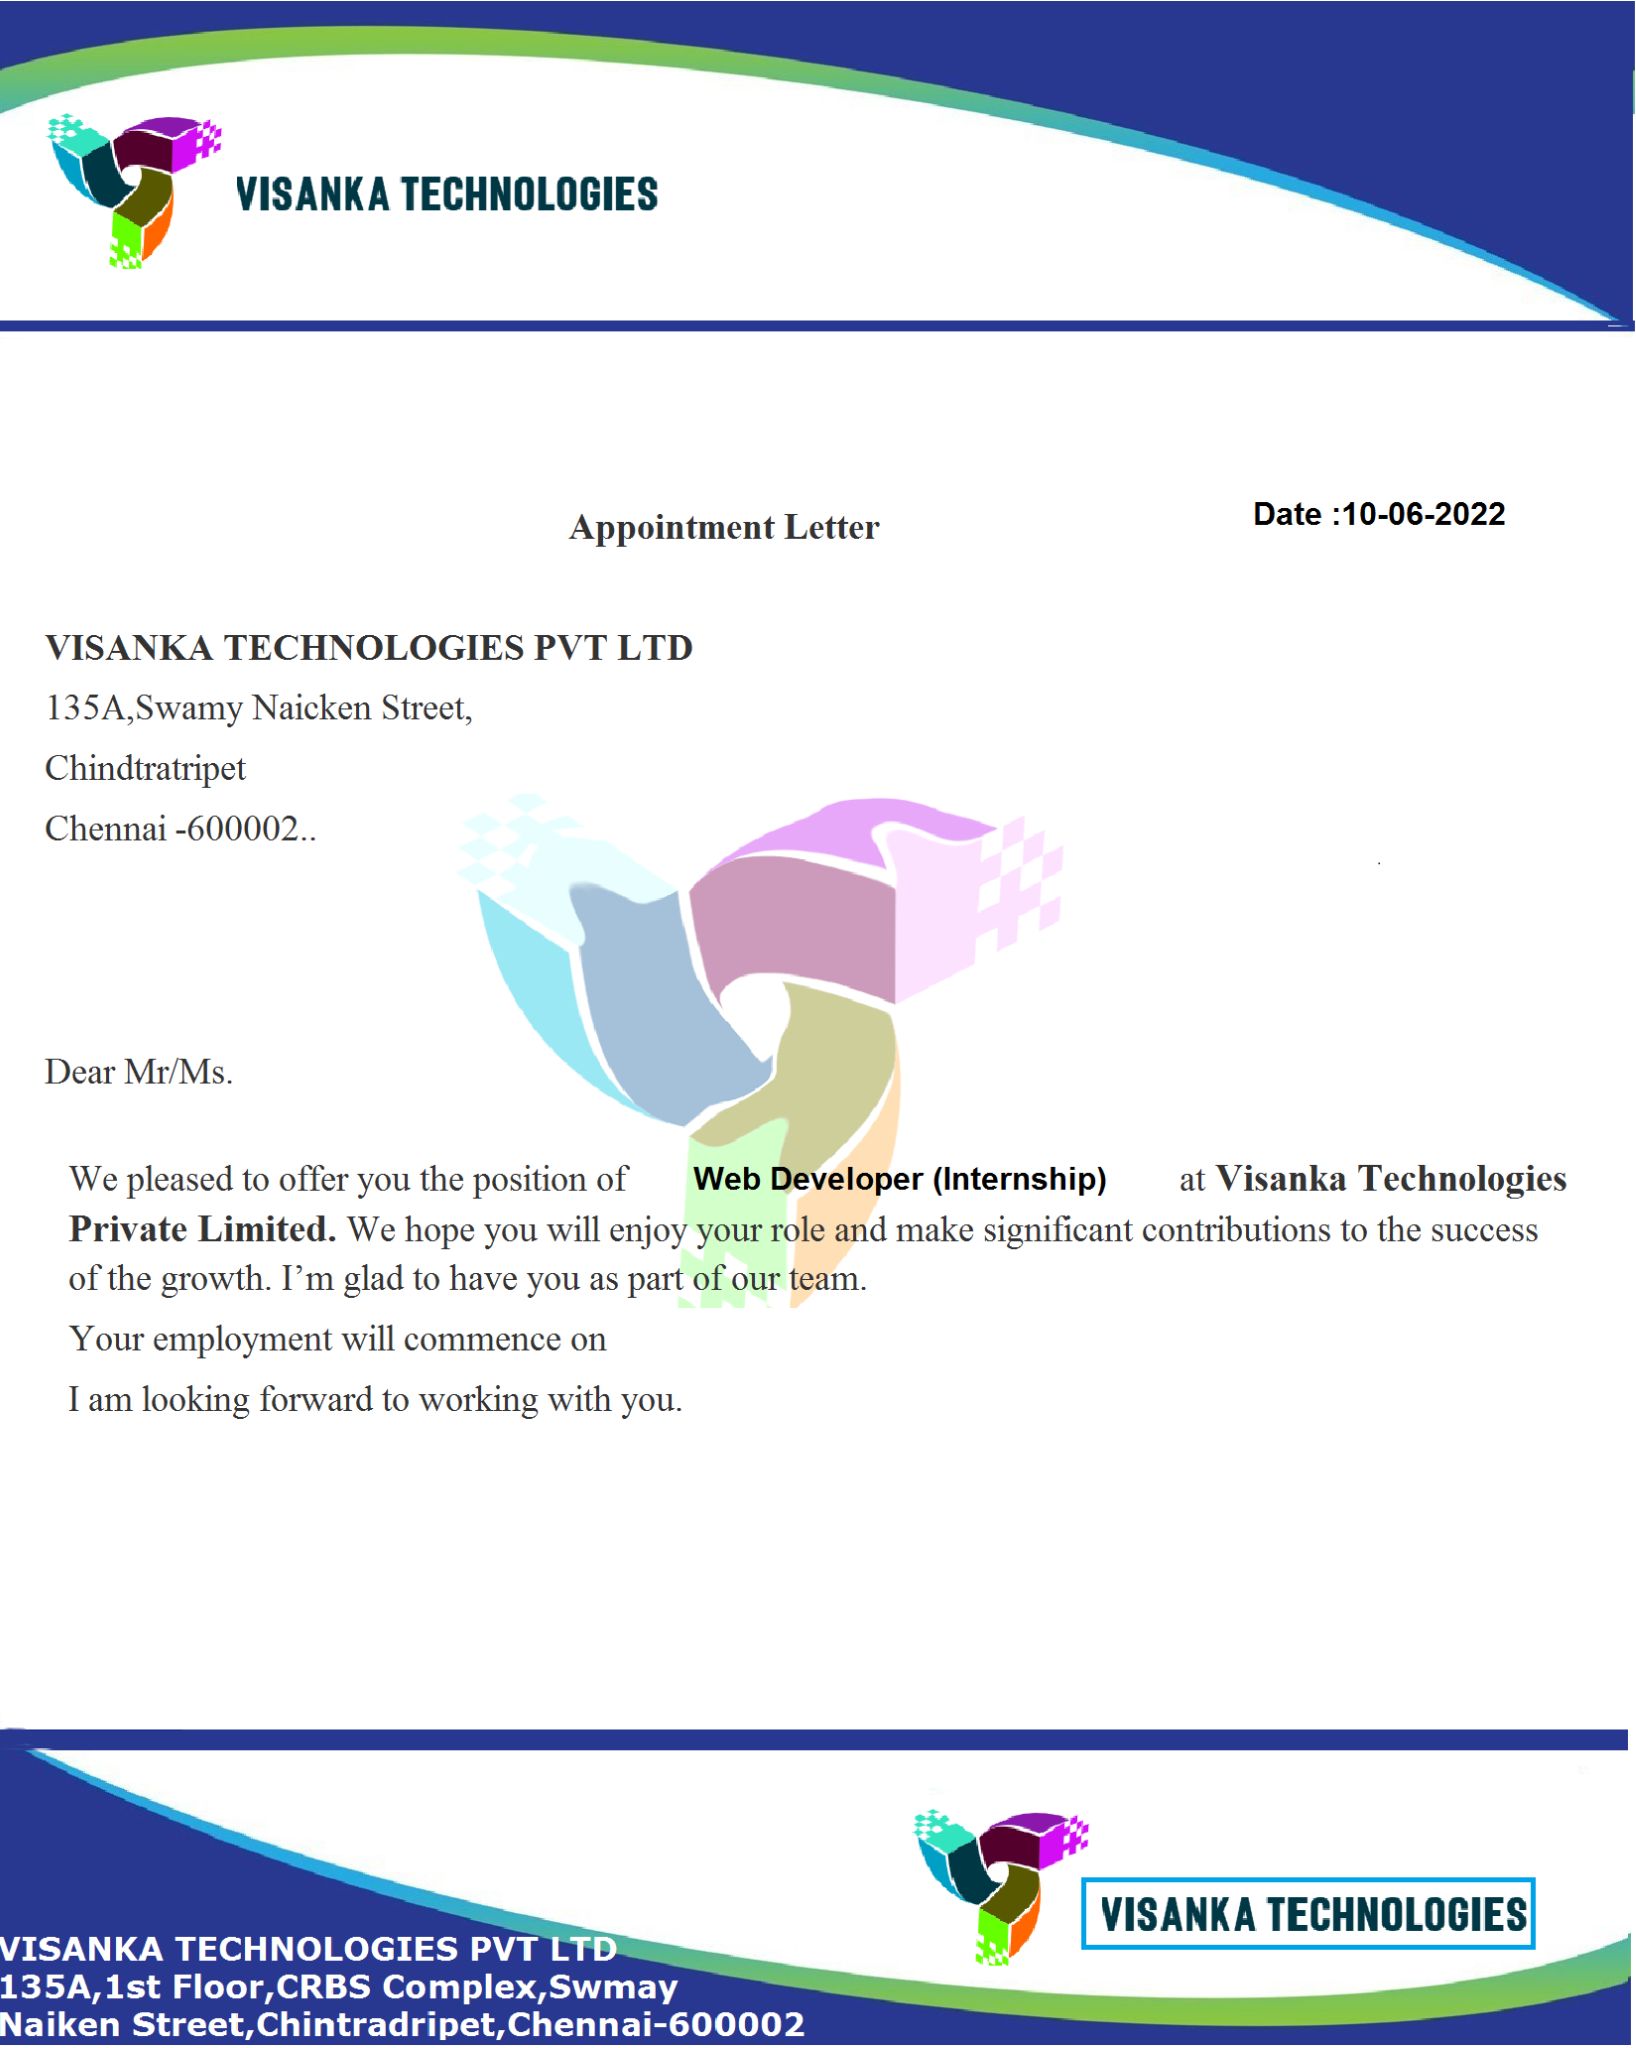 VISANKA TECHNOLOGIES
Appointment Letter
Date :10-06-2022
VISANKA TECHNOLOGIES PVT LTD
135A,Swamy Naicken Street,
Chindtratripet
Chennai -600002..
Dear Mr/Ms.
We pleased to offer you the position of Web Developer (Internship) at Visanka Technologies
Private Limited. We hope you will enjoy your role and make significant contributions to the success
of the growth. I’m glad to have you as part of our team.
Your employment will commence on
I am looking forward to working with you.
VISANKA TECHNOLOGIES
VISANKA TECHNOLOGIES PVT LTD
135A,1st Floor,CRBS Complex,Swmay
Naiken Street,Chintradripet,Chennai-600002